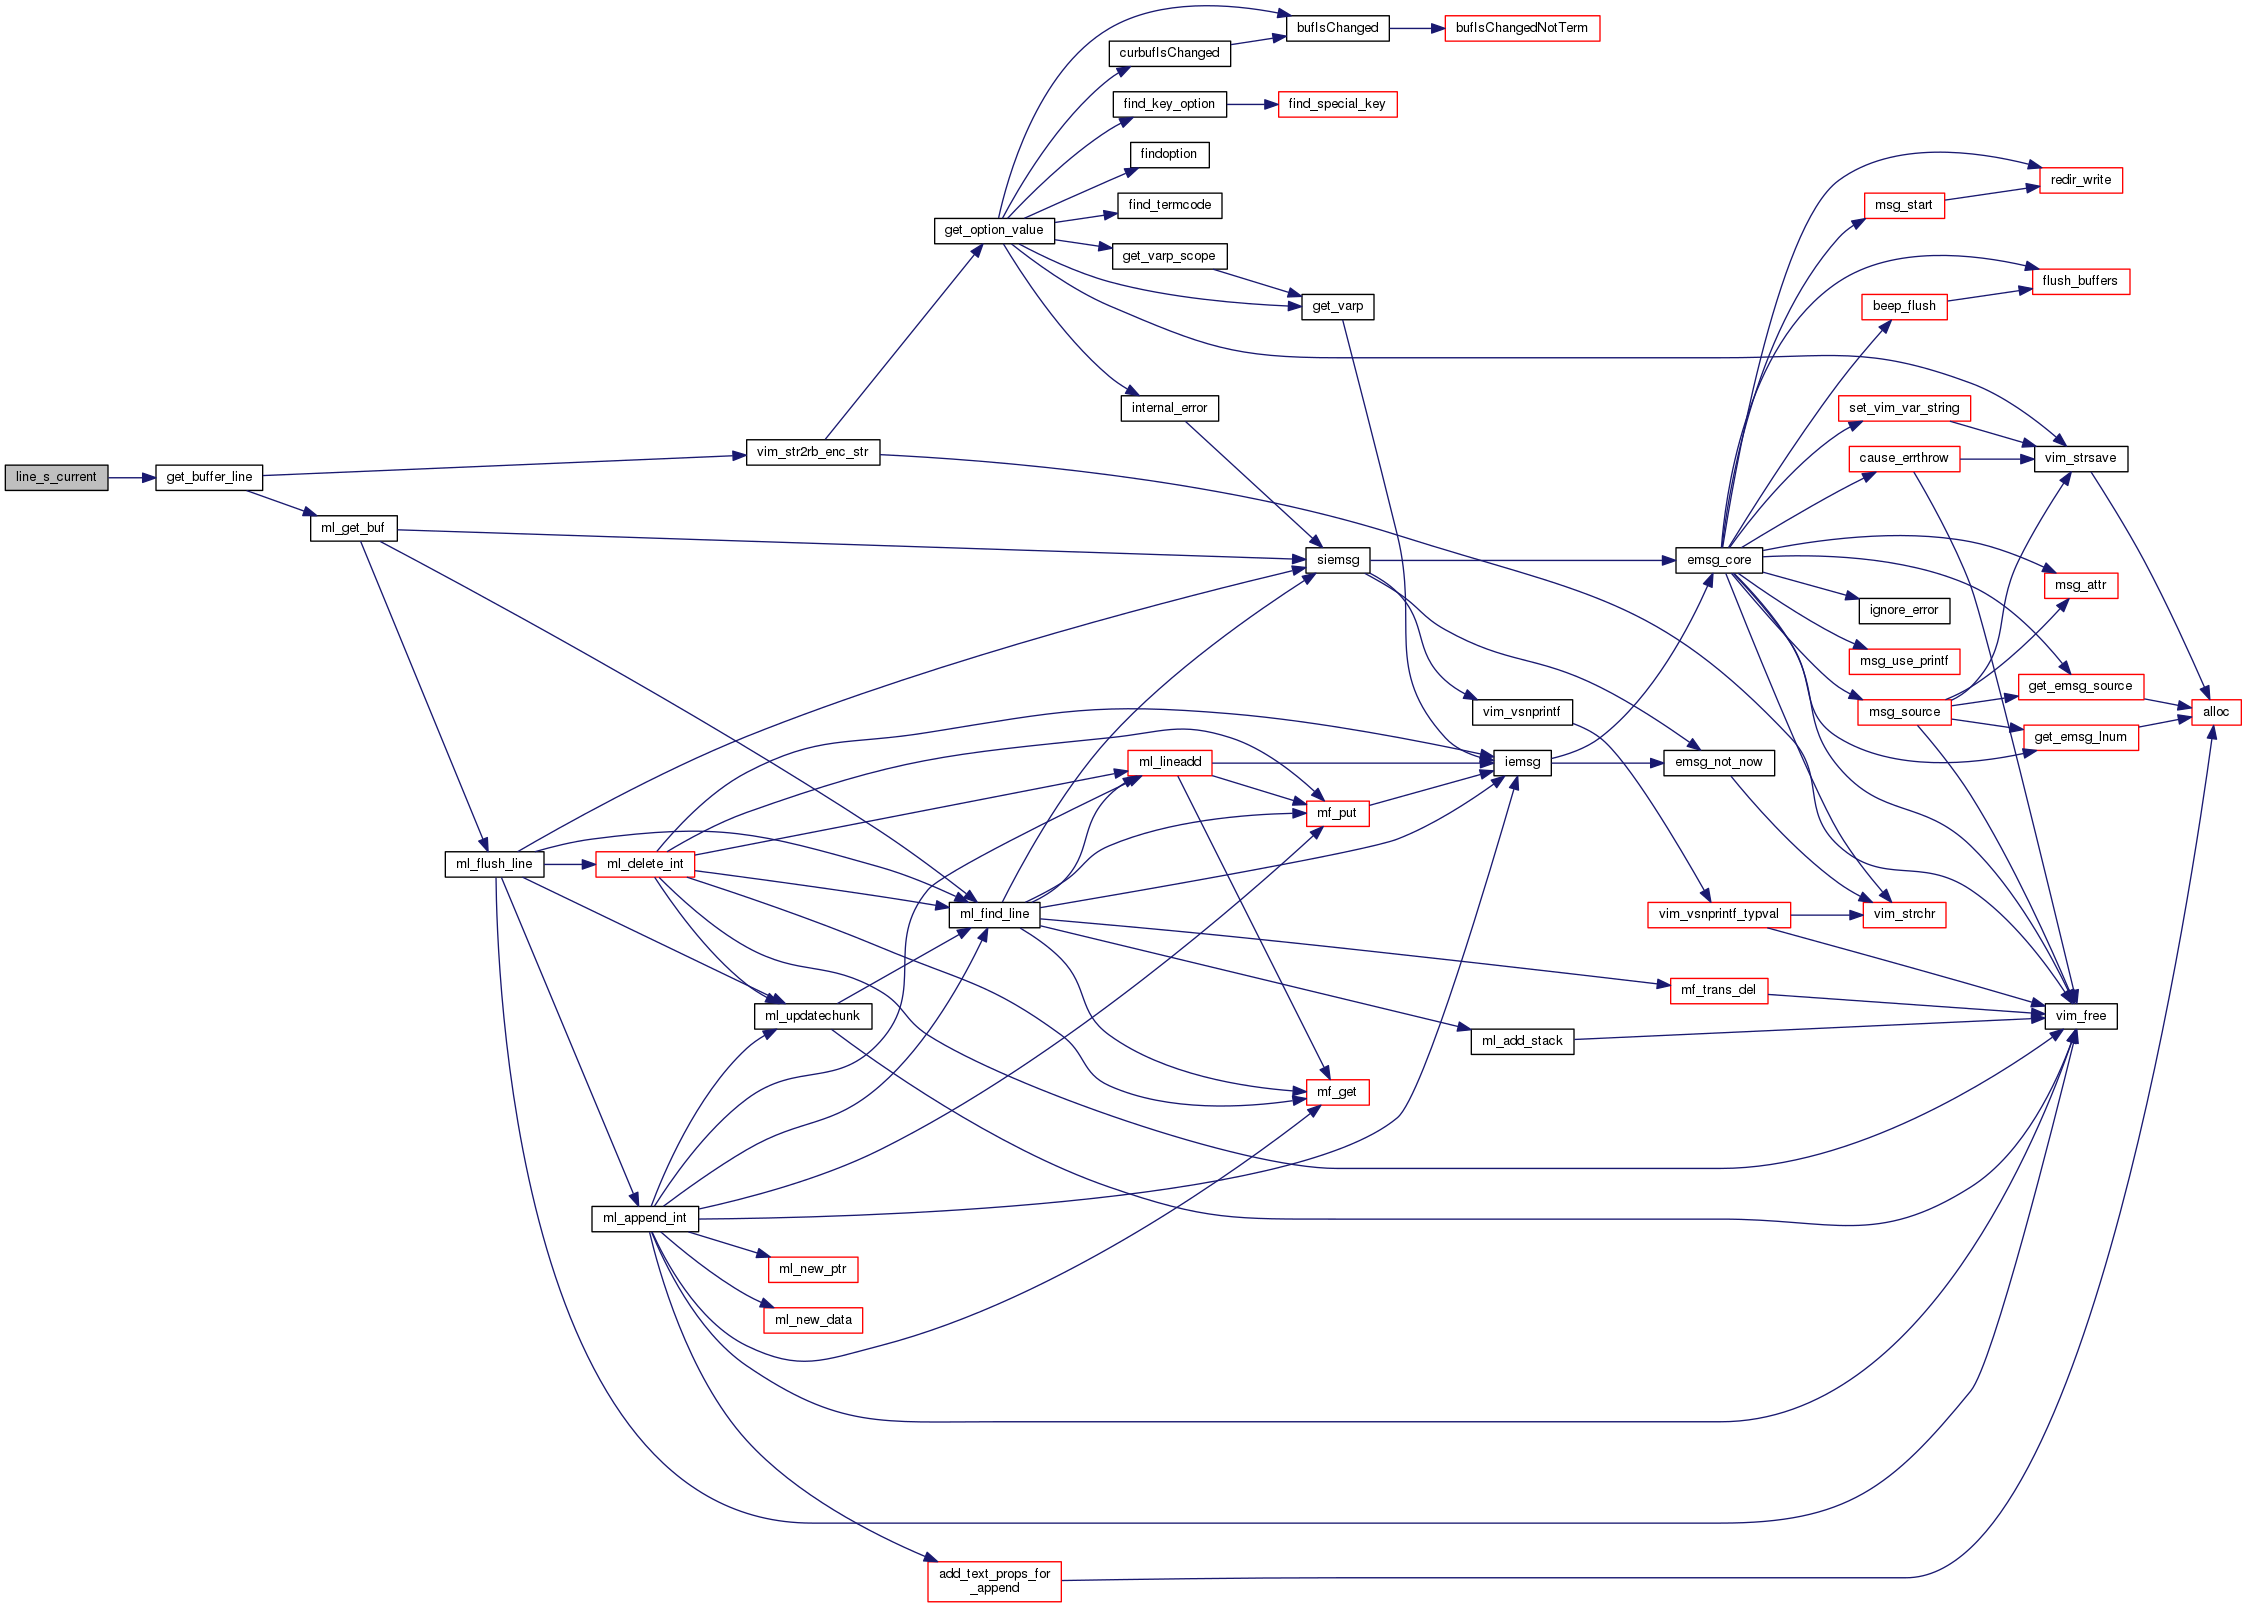 bufIsChanged
bufIsChangedNotTerm
curbufIsChanged
find_key_option
find_special_key
findoption
redir_write
find_termcode
msg_start
get_option_value
get_varp_scope
flush_buffers
get_varp
beep_flush
internal_error
set_vim_var_string
vim_str2rb_enc_str
cause_errthrow
vim_strsave
line_s_current
get_buffer_line
ml_get_buf
siemsg
emsg_core
msg_attr
ignore_error
msg_use_printf
get_emsg_source
vim_vsnprintf
msg_source
alloc
get_emsg_lnum
ml_lineadd
iemsg
emsg_not_now
mf_put
ml_flush_line
ml_delete_int
ml_find_line
vim_vsnprintf_typval
vim_strchr
mf_trans_del
ml_updatechunk
vim_free
ml_add_stack
mf_get
ml_append_int
ml_new_ptr
ml_new_data
add_text_props_for
_append